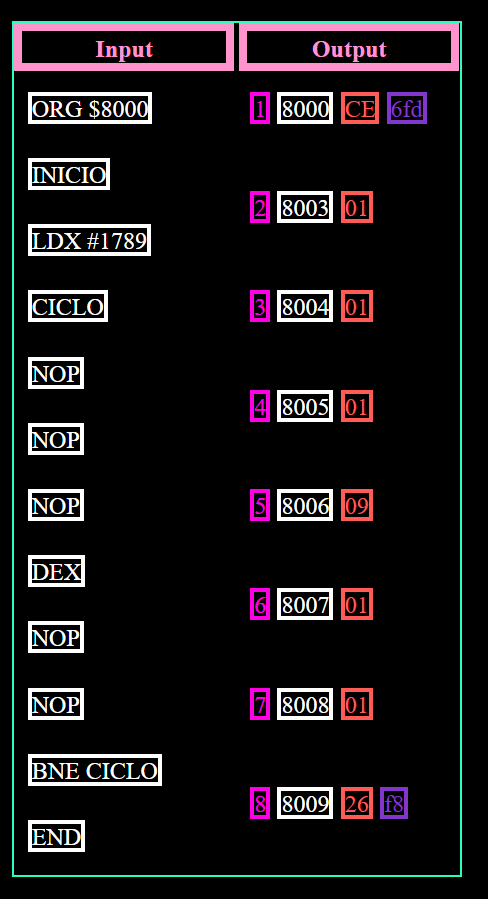 Input
ORG $8000
INICIO
LDX #1789
CICLO
NOP
NOP
NOP
DEX
NOP
NOP
BNE CICLO
END
Output
1 8000 CE 6fd
2 8003 01
3 8004 01
4 8005 01
5 8006 09
6 8007 01
7 8008 01
8 8009 26 f8